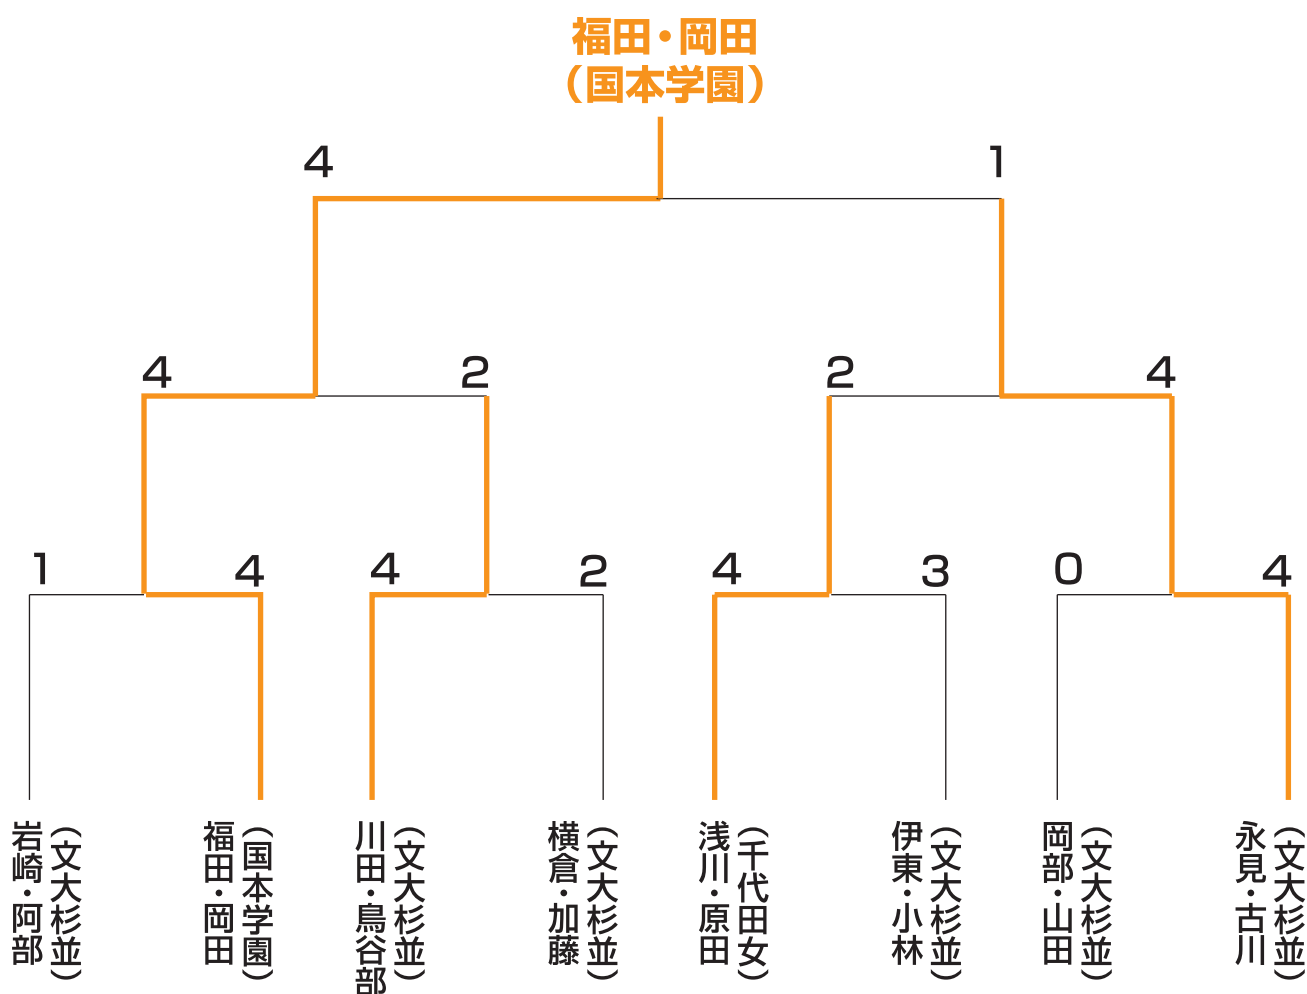 福田・岡田
（国本学園）
4
1
4
2
2
4
1
4
4
2
4
3
0
4
岩崎・阿部
（文大杉並）
福田・岡田
（国本学園）
川田・鳥谷部
（文大杉並）
横倉・加藤
（文大杉並）
浅川・原田
（千代田女）
伊東・小林
（文大杉並）
岡部・山田
（文大杉並）
永見・古川
（文大杉並）